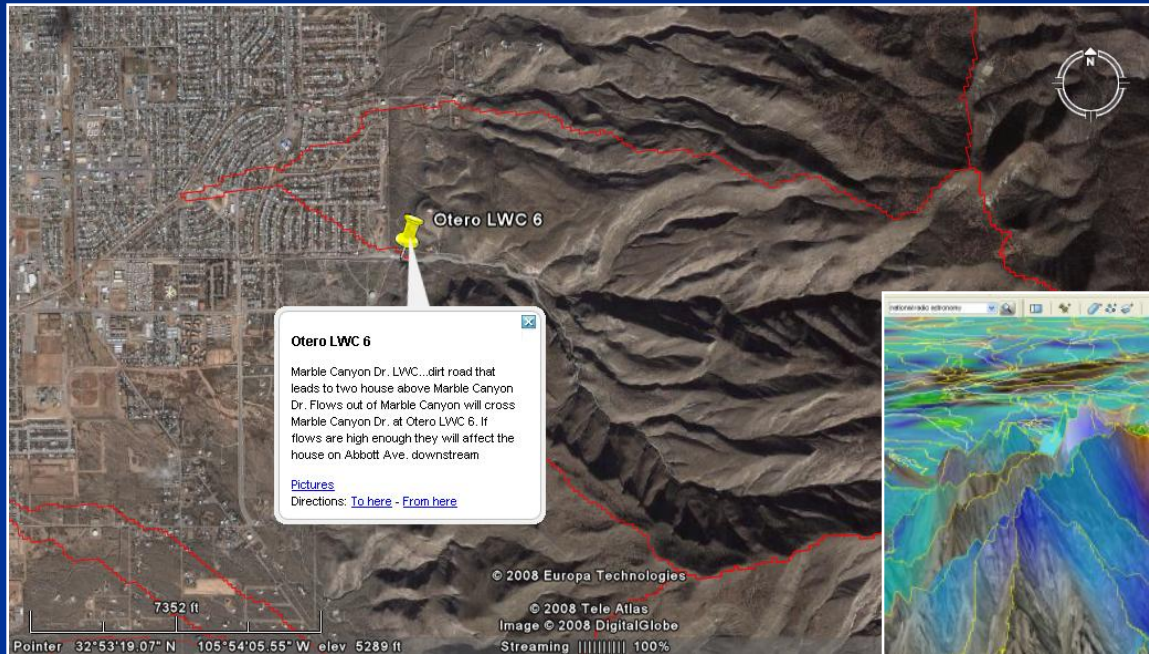 N
Otero LWC 6
Otero LWC 6
Marble Canyon Dr. LWC...dirt road that
leads to two house above Marble Canyon
Dr. Flows out of Marble Canyon will cross
Marble Canyon Dr. at Otero LWC 6. If
flows are high enough they will affect the
house on Abbott Ave. downstream
Pictures
Directions: To here - From here
national radio astronomy
© 2008 Europa Technologies
7352 ft
© 2008 Tele Atlas
Image © 2008 DigitalGlobe
Pointer 32°53'19.07" N 105°54'05.55" W elev 5289 ft
Streaming |||||||||| 100%